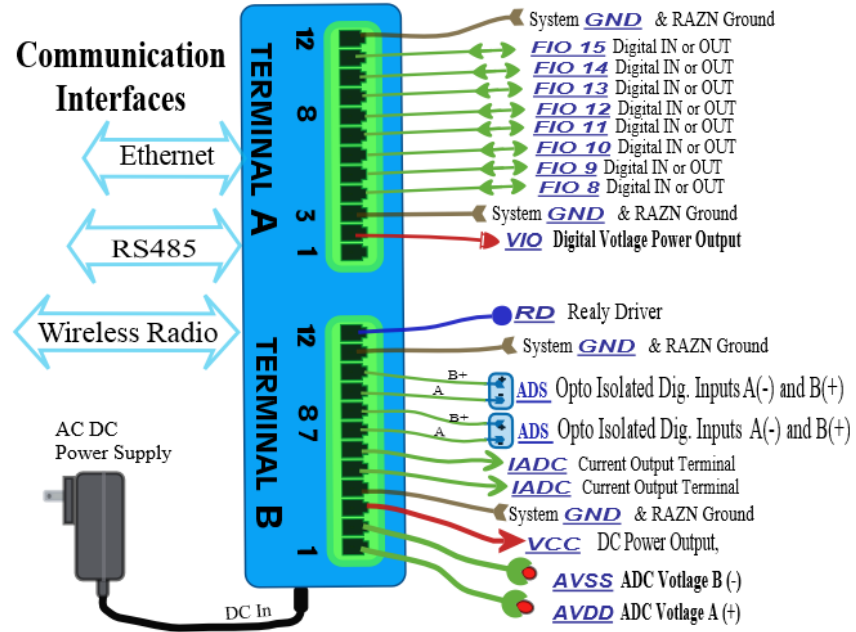 Communication
Interfaces
Ethernet
RS485
Wireless Radio
AC DC
Power Supply
DC In
TERMINAL A
12
8
3
1
TERMINAL B
12
8
7
1
System GND & RAZN Ground
FIO 15 Digital IN or OUT
FIO 14 Digital IN or OUT
FIO 13 Digital IN or OUT
FIO 12 Digital IN or OUT
FIO 11 Digital IN or OUT
FIO 10 Digital IN or OUT
FIO 9 Digital IN or OUT
FIO 8 Digital IN or OUT
System GND & RAZN Ground
VIO Digital Votlage Power Output
RD Realy Driver
System GND & RAZN Ground
B+
A
+
-
ADS Opto Isolated Dig. Inputs A(-) and B(+)
B+
A
+
-
ADS Opto Isolated Dig. Inputs A(-) and B(+)
IADC Current Output Terminal
IADC Current Output Terminal
System GND & RAZN Ground
VCC DC Power Output,
AVSS ADC Votlage B (-)
AVDD ADC Votlage A (+)